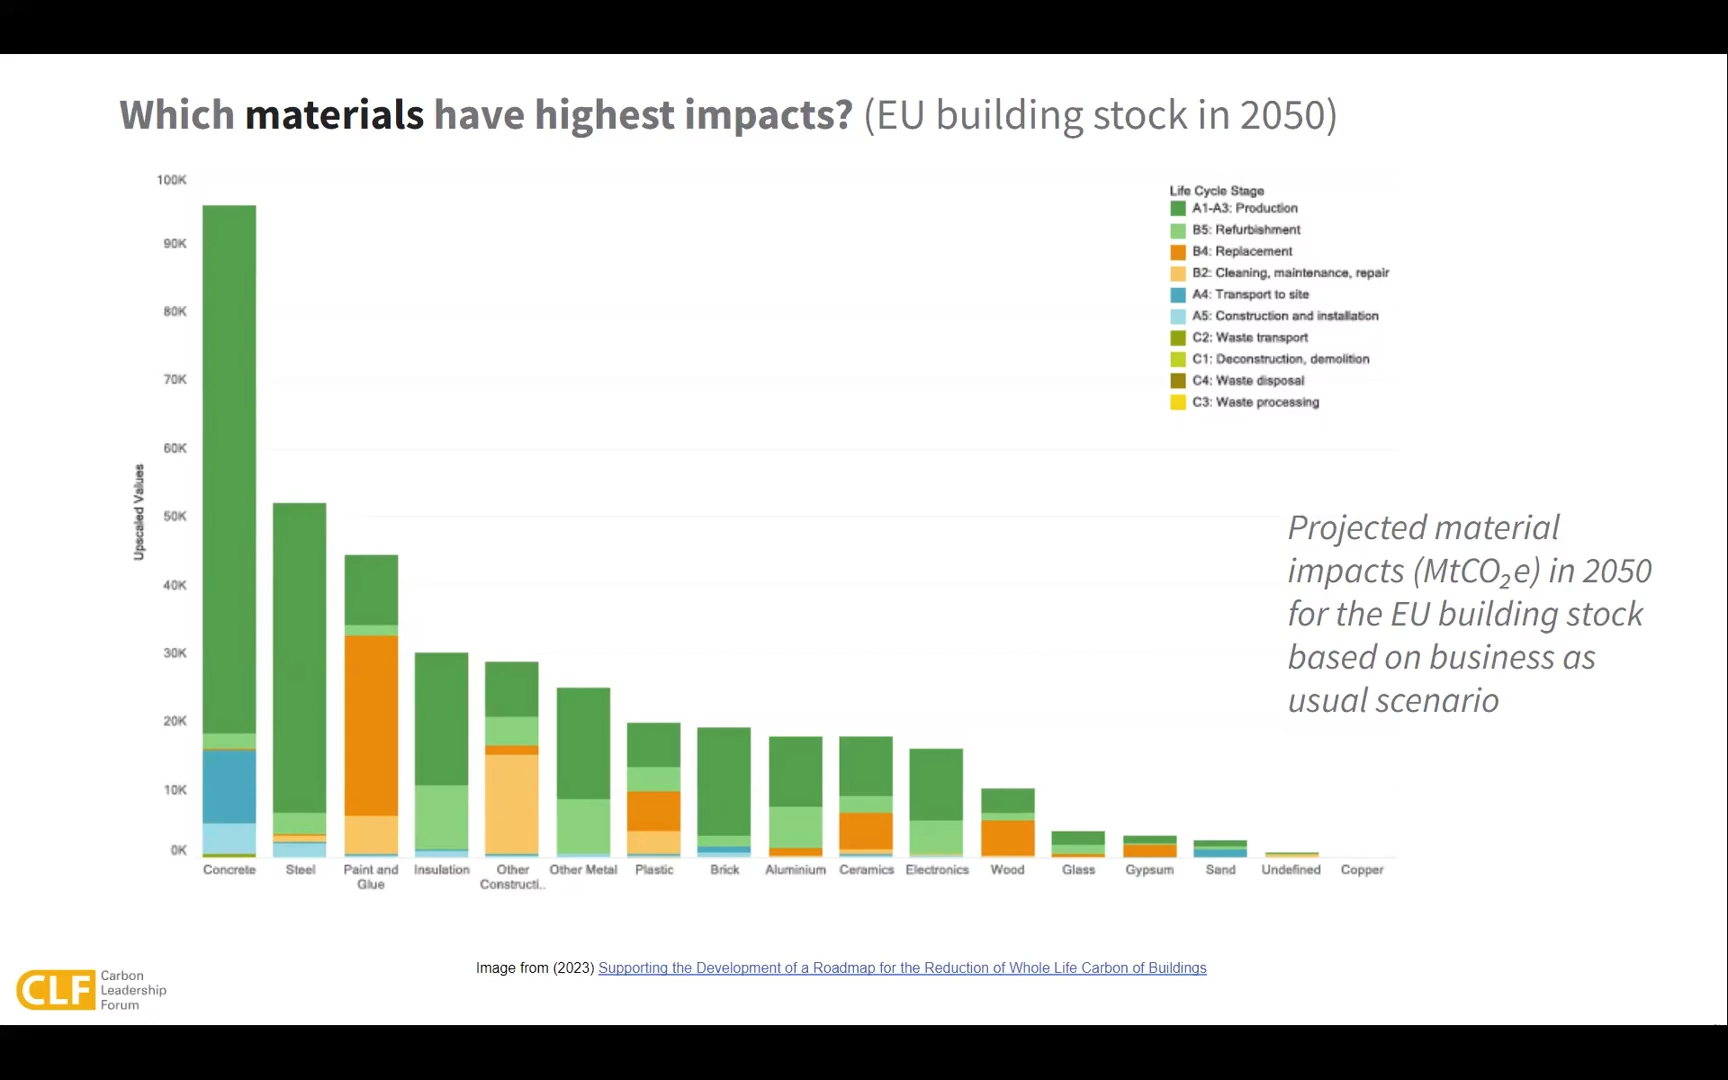 Which materials have highest impacts? (EU building stock in 2050)
100K
90K
80K
70K
60K
50K
40K
30K
20K
10K
0K
Upscaled Values
Life Cycle Stage
A1-A3: Production
B5: Refurbishment
B4: Replacement
B2: Cleaning, maintenance, repair
A4: Transport to site
A5: Construction and installation
C2: Waste transport
C1: Deconstruction, demolition
C4: Waste disposal
C3: Waste processing
Projected material
impacts (MtCO₂e) in 2050
for the EU building stock
based on business as
usual scenario
Concrete
Steel
Paint and
Glue
Insulation
Other
Constructi..
Other Metal
Plastic
Brick
Aluminium
Ceramics
Electronics
Wood
Glass
Gypsum
Sand
Undefined
Copper
Image from (2023) Supporting the Development of a Roadmap for the Reduction of Whole Life Carbon of Buildings
CLF
Carbon
Leadership
Forum